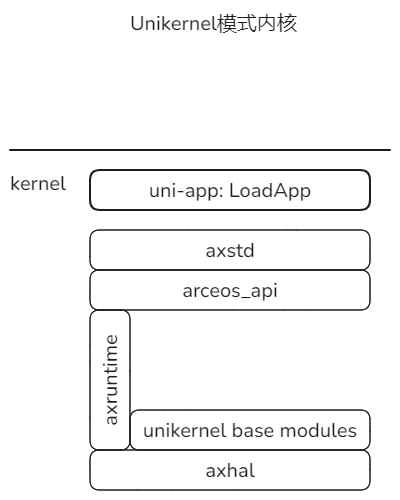 Unikernel模式内核
kernel
uni-app: LoadApp
axstd
arceos_api
axruntime
unikernel base modules
axhal